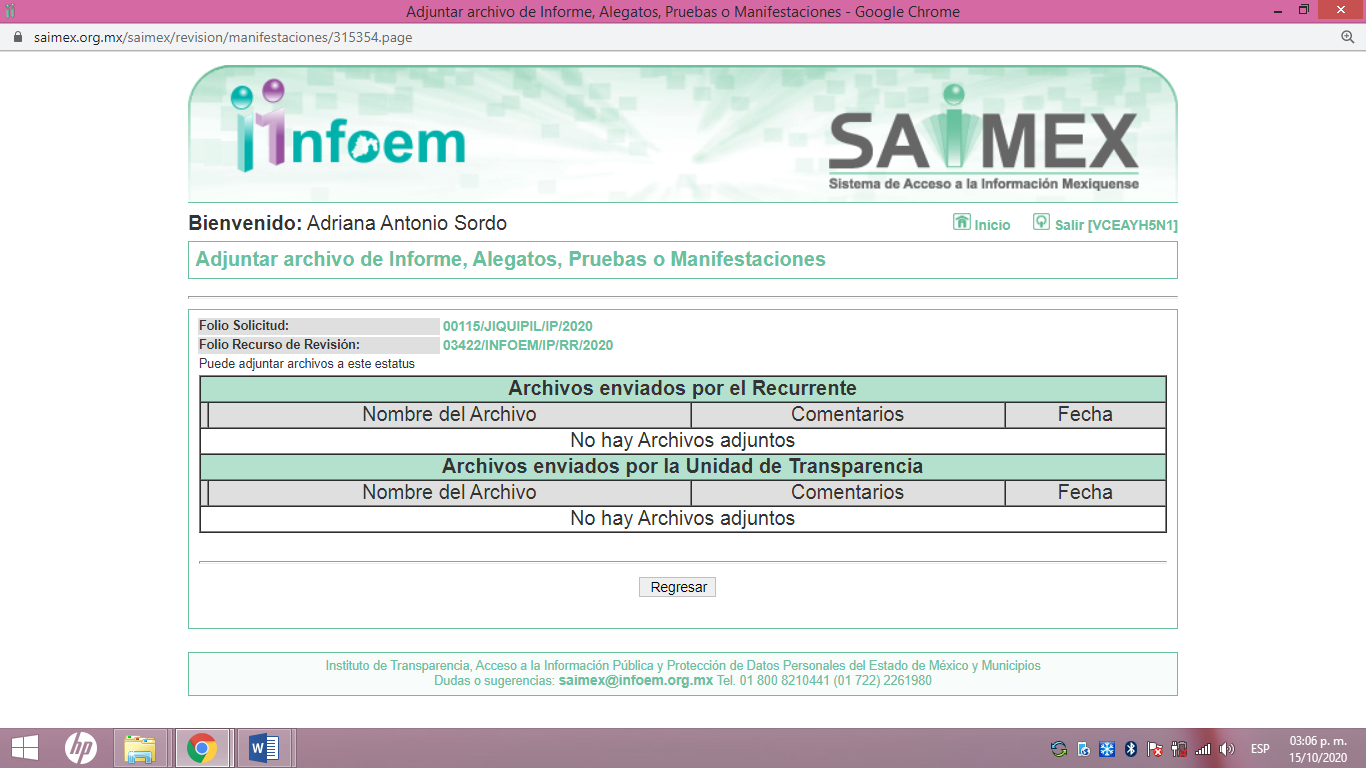 Adjuntar archivo de Informe, Alegatos, Pruebas o Manifestaciones - Google Chrome
saimex.org.mx/saimex/revision/manifestaciones/315354.page
infoem
SAIMEX
Sistema de Acceso a la Información Mexiquense
Bienvenido: Adriana Antonio Sordo
Inicio
Salir [VCEAYH5N1]
Adjuntar archivo de Informe, Alegatos, Pruebas o Manifestaciones
Folio Solicitud: 00115/JIQUIPIL/IP/2020
Folio Recurso de Revisión: 03422/INFOEM/IP/RR/2020
Puede adjuntar archivos a este estatus
Archivos enviados por el Recurrente
Nombre del Archivo Comentarios Fecha
No hay Archivos adjuntos
Archivos enviados por la Unidad de Transparencia
Nombre del Archivo Comentarios Fecha
No hay Archivos adjuntos
Regresar
Instituto de Transparencia, Acceso a la Información Pública y Protección de Datos Personales del Estado de México y Municipios
Dudas o sugerencias: saimex@infoem.org.mx Tel. 01 800 8210441 (01 722) 2261980
hp
W
ESP
03:06 p. m.
15/10/2020